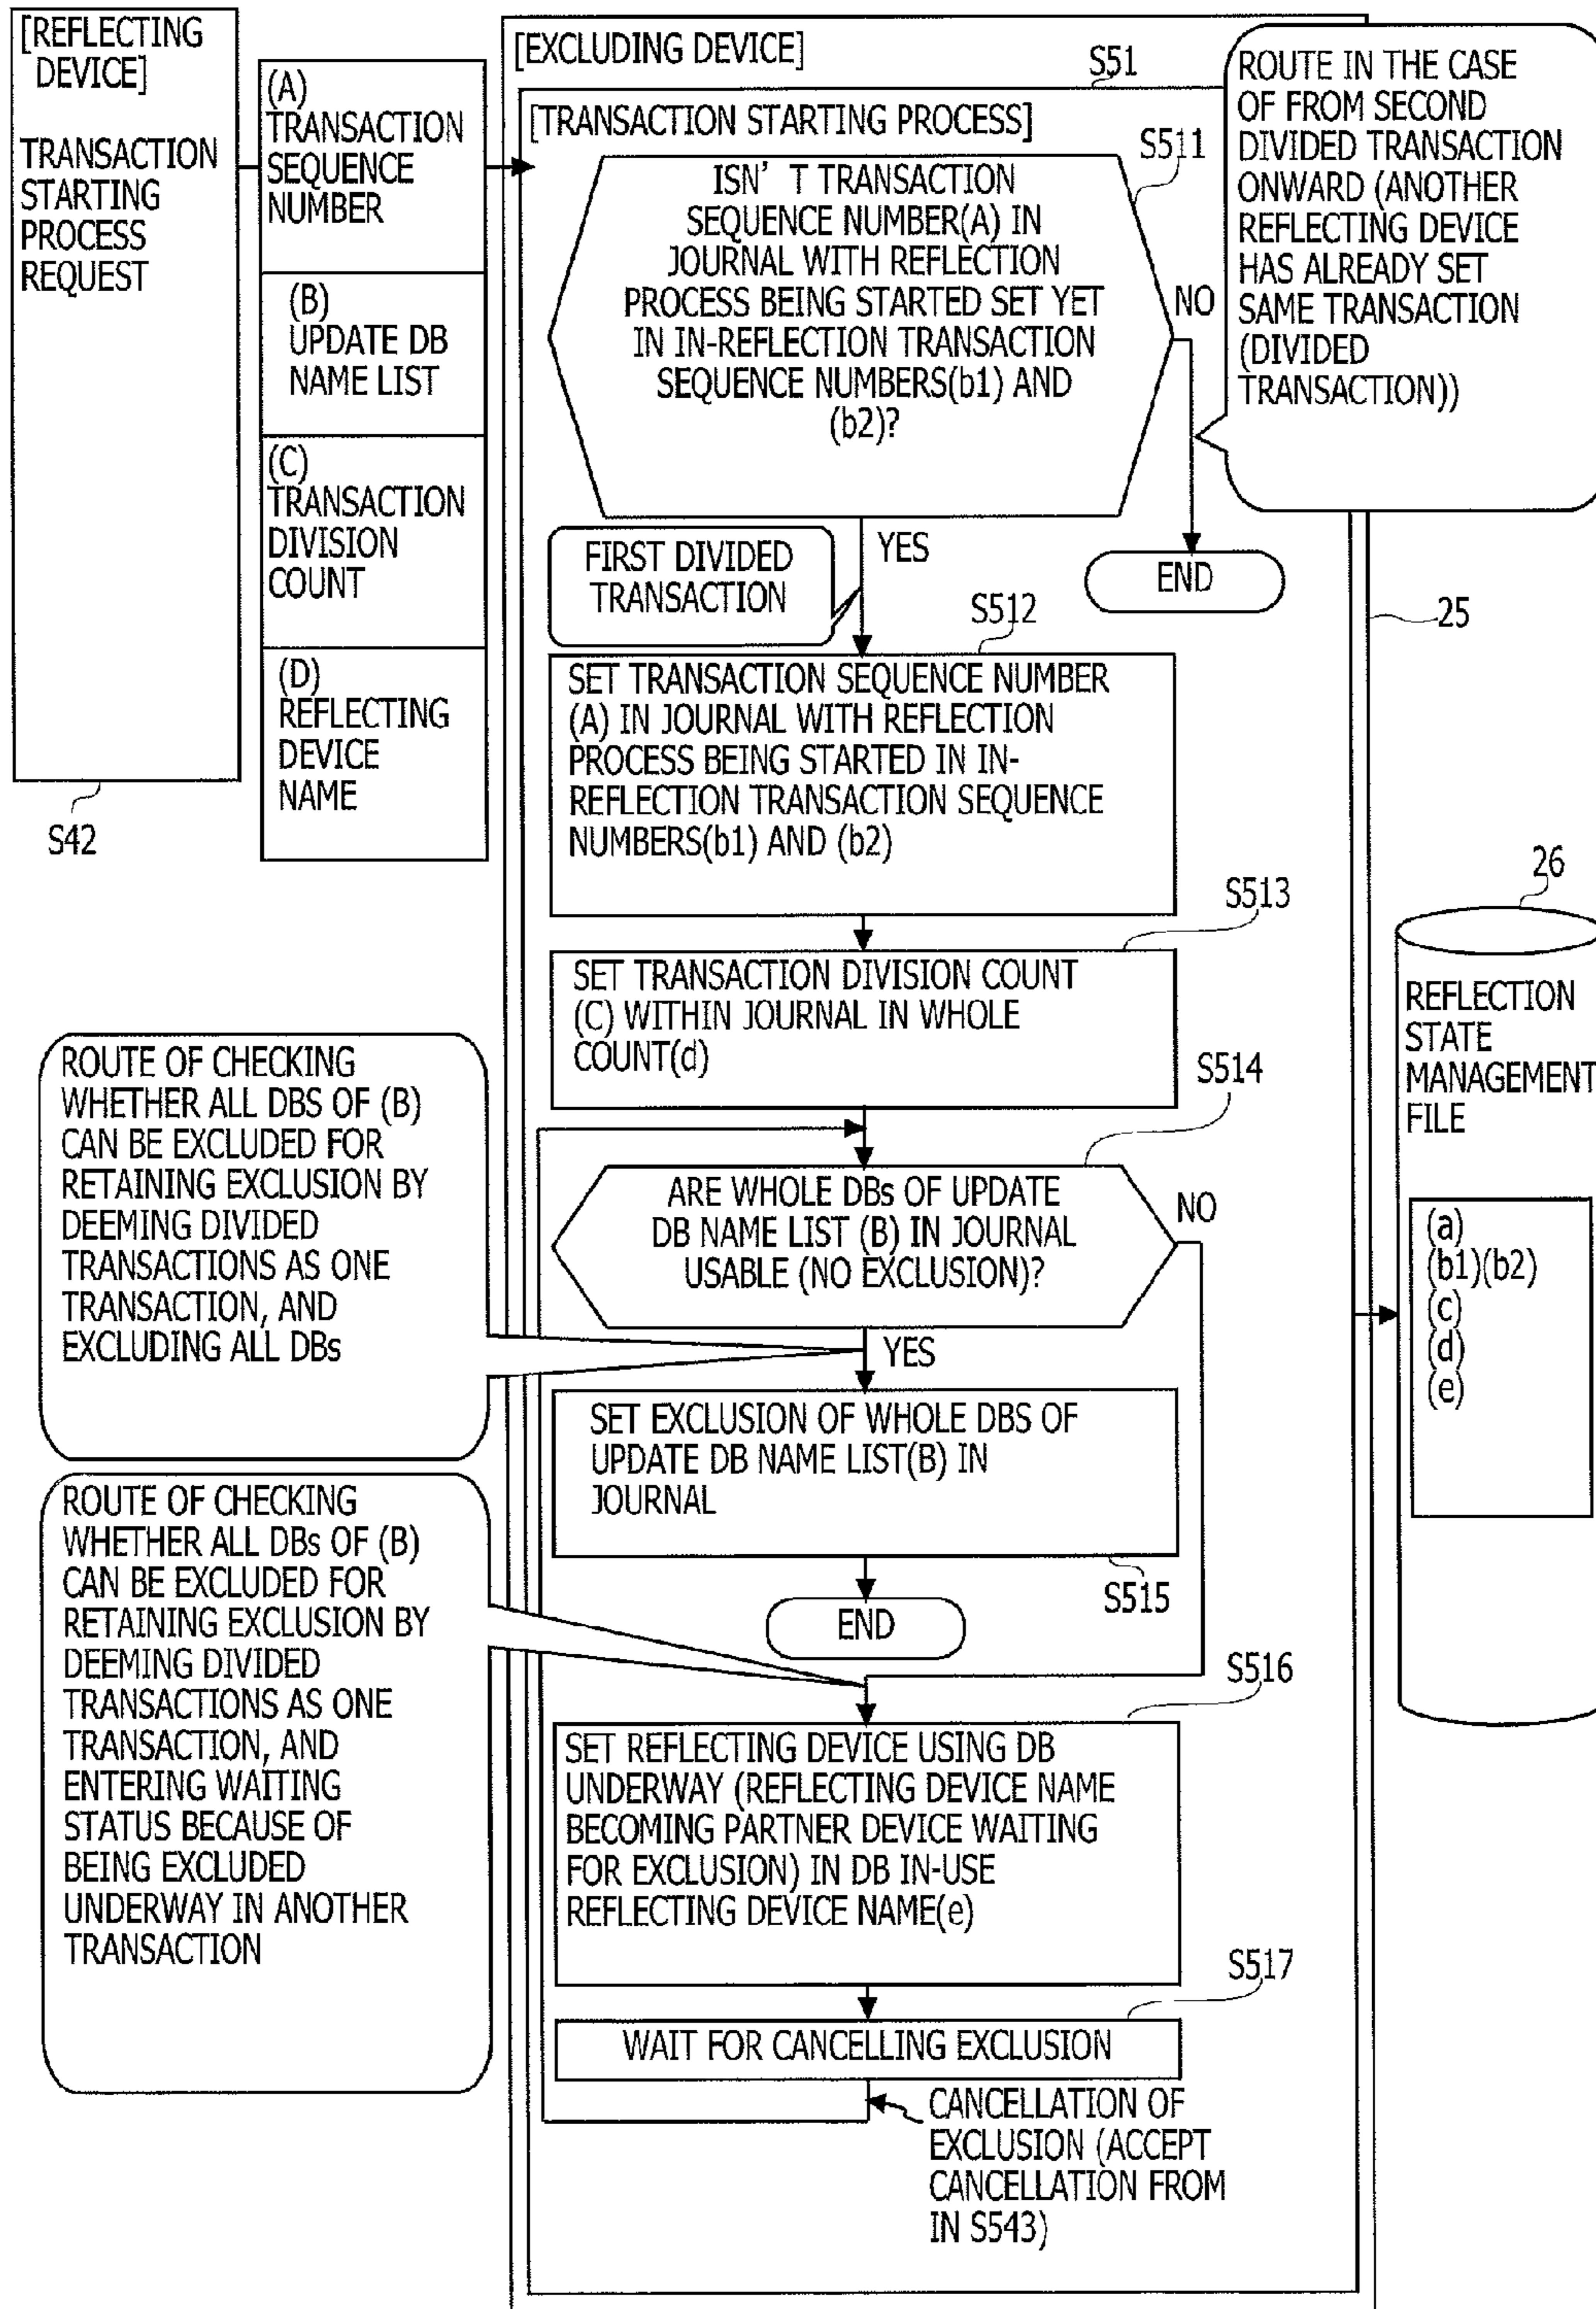 [REFLECTING
DEVICE]
TRANSACTION
STARTING
PROCESS
REQUEST
S42
(A)
TRANSACTION
SEQUENCE
NUMBER
(B)
UPDATE DB
NAME LIST
(C)
TRANSACTION
DIVISION
COUNT
(D)
REFLECTING
DEVICE
NAME
[EXCLUDING DEVICE]
S51
[TRANSACTION STARTING PROCESS]
S511
ISN' T TRANSACTION
SEQUENCE NUMBER(A) IN
JOURNAL WITH REFLECTION
PROCESS BEING STARTED SET YET
IN IN-REFLECTION TRANSACTION
SEQUENCE NUMBERS(b1) AND
(b2)?
NO
ROUTE IN THE CASE
OF FROM SECOND
DIVIDED TRANSACTION
ONWARD (ANOTHER
REFLECTING DEVICE
HAS ALREADY SET
SAME TRANSACTION
(DIVIDED
TRANSACTION))
YES
FIRST DIVIDED
TRANSACTION
END
25
S512
SET TRANSACTION SEQUENCE NUMBER
(A) IN JOURNAL WITH REFLECTION
PROCESS BEING STARTED IN IN-
REFLECTION TRANSACTION SEQUENCE
NUMBERS(b1) AND (b2)
S513
SET TRANSACTION DIVISION COUNT
(C) WITHIN JOURNAL IN WHOLE
COUNT(d)
26
REFLECTION
STATE
MANAGEMENT
FILE
(a)
(b1)(b2)
(c)
(d)
(e)
S514
ARE WHOLE DBs OF UPDATE
DB NAME LIST (B) IN JOURNAL
USABLE (NO EXCLUSION)?
NO
YES
ROUTE OF CHECKING
WHETHER ALL DBS OF (B)
CAN BE EXCLUDED FOR
RETAINING EXCLUSION BY
DEEMING DIVIDED
TRANSACTIONS AS ONE
TRANSACTION, AND
EXCLUDING ALL DBs
SET EXCLUSION OF WHOLE DBS OF
UPDATE DB NAME LIST(B) IN
JOURNAL
S515
END
ROUTE OF CHECKING
WHETHER ALL DBs OF (B)
CAN BE EXCLUDED FOR
RETAINING EXCLUSION BY
DEEMING DIVIDED
TRANSACTIONS AS ONE
TRANSACTION, AND
ENTERING WAITING
STATUS BECAUSE OF
BEING EXCLUDED
UNDERWAY IN ANOTHER
TRANSACTION
S516
SET REFLECTING DEVICE USING DB
UNDERWAY (REFLECTING DEVICE NAME
BECOMING PARTNER DEVICE WAITING
FOR EXCLUSION) IN DB IN-USE
REFLECTING DEVICE NAME(e)
S517
WAIT FOR CANCELLING EXCLUSION
CANCELLATION OF
EXCLUSION (ACCEPT
CANCELLATION FROM
IN S543)